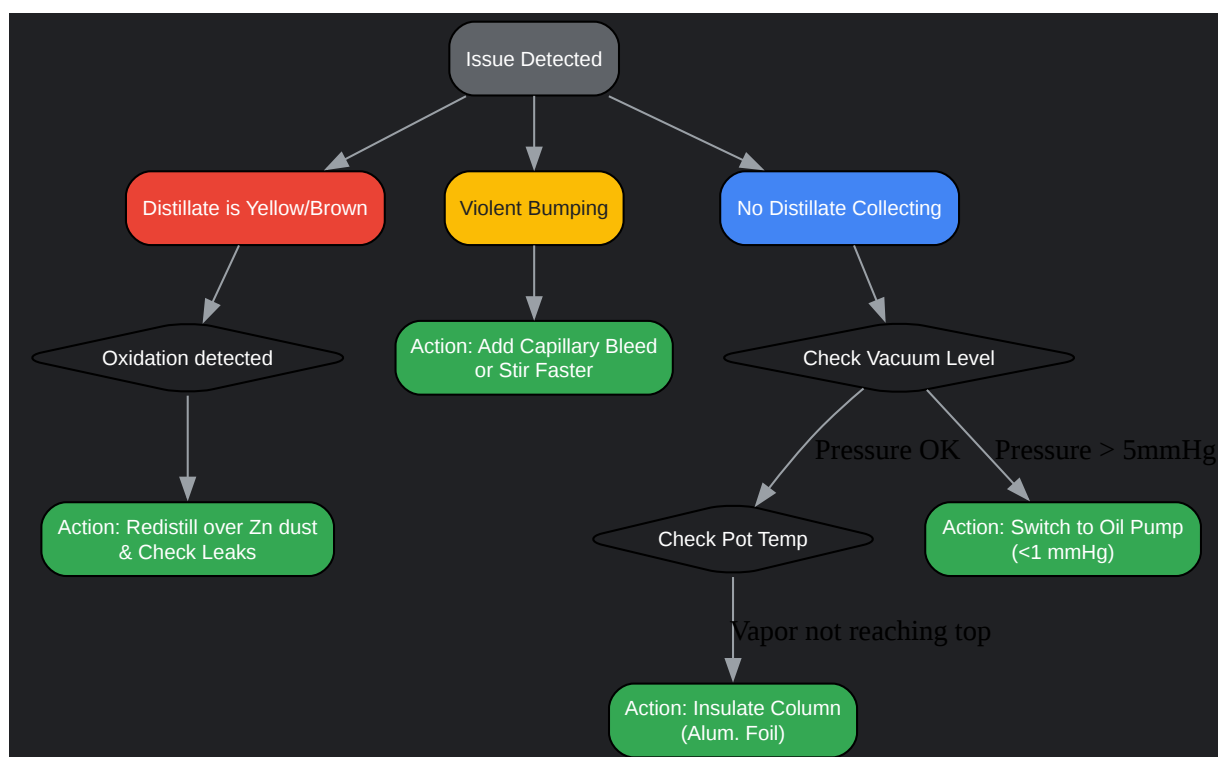 Issue Detected
Distillate is Yellow/Brown
Violent Bumping
No Distillate Collecting
Oxidation detected
Action: Add Capillary Bleed
or Stir Faster
Check Vacuum Level
Pressure OK
Pressure > 5mmHg
Action: Redistill over Zn dust
& Check Leaks
Check Pot Temp
Action: Switch to Oil Pump
(<1 mmHg)
Vapor not reaching top
Action: Insulate Column
(Alum. Foil)